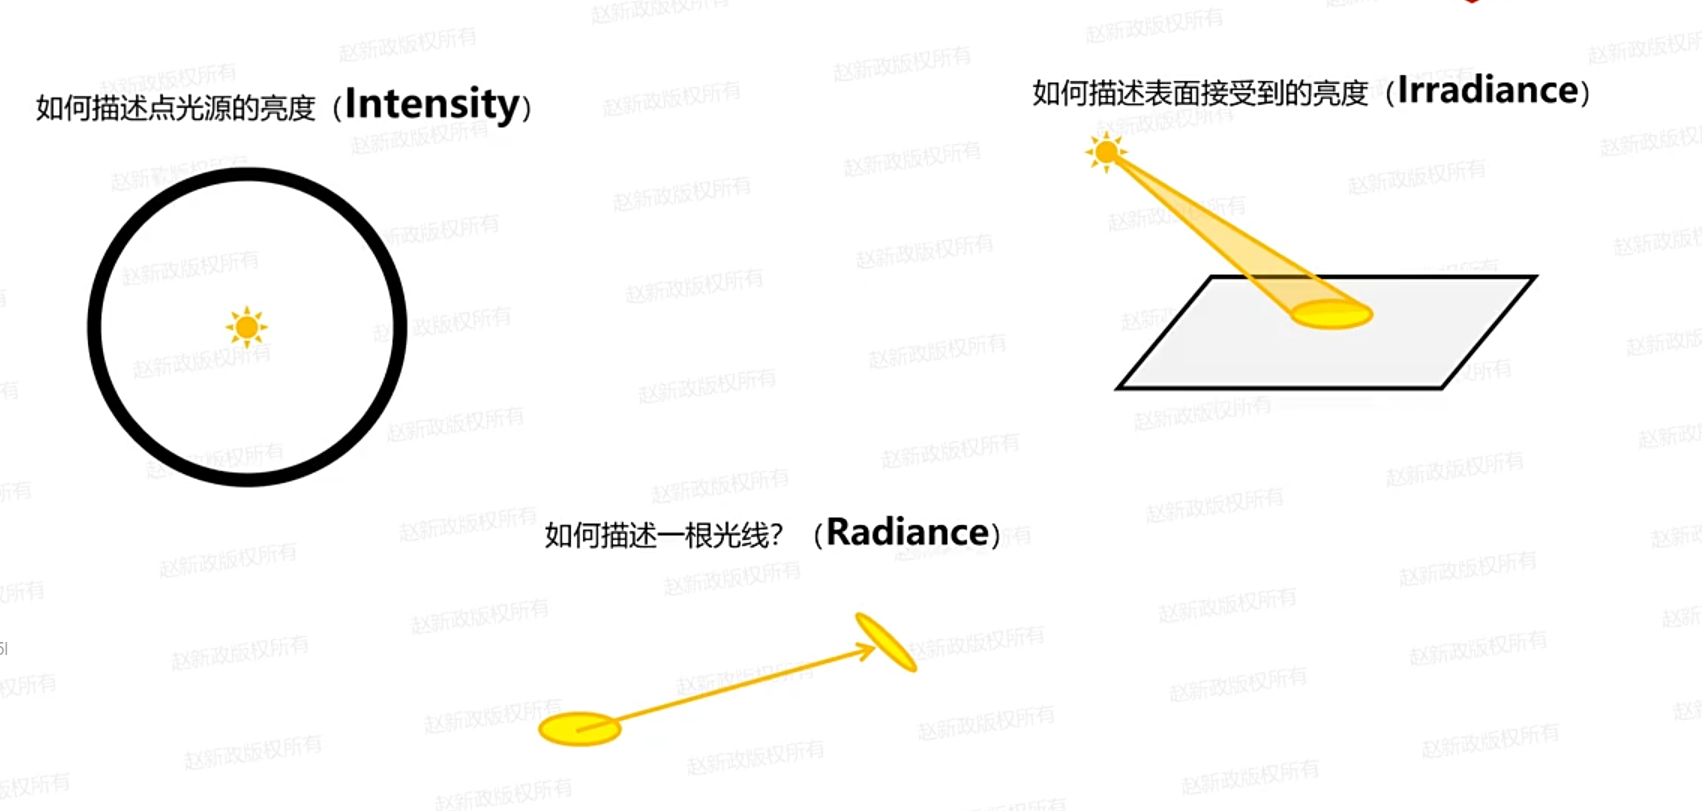 如何描述点光源的亮度（Intensity）
如何描述表面接受到的亮度（Irradiance）
如何描述一根光线？（Radiance）
赵新政版权所有